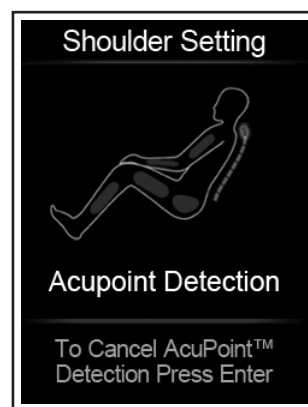 Shoulder Setting
Acupoint Detection
To Cancel AcuPoint™
Detection Press Enter